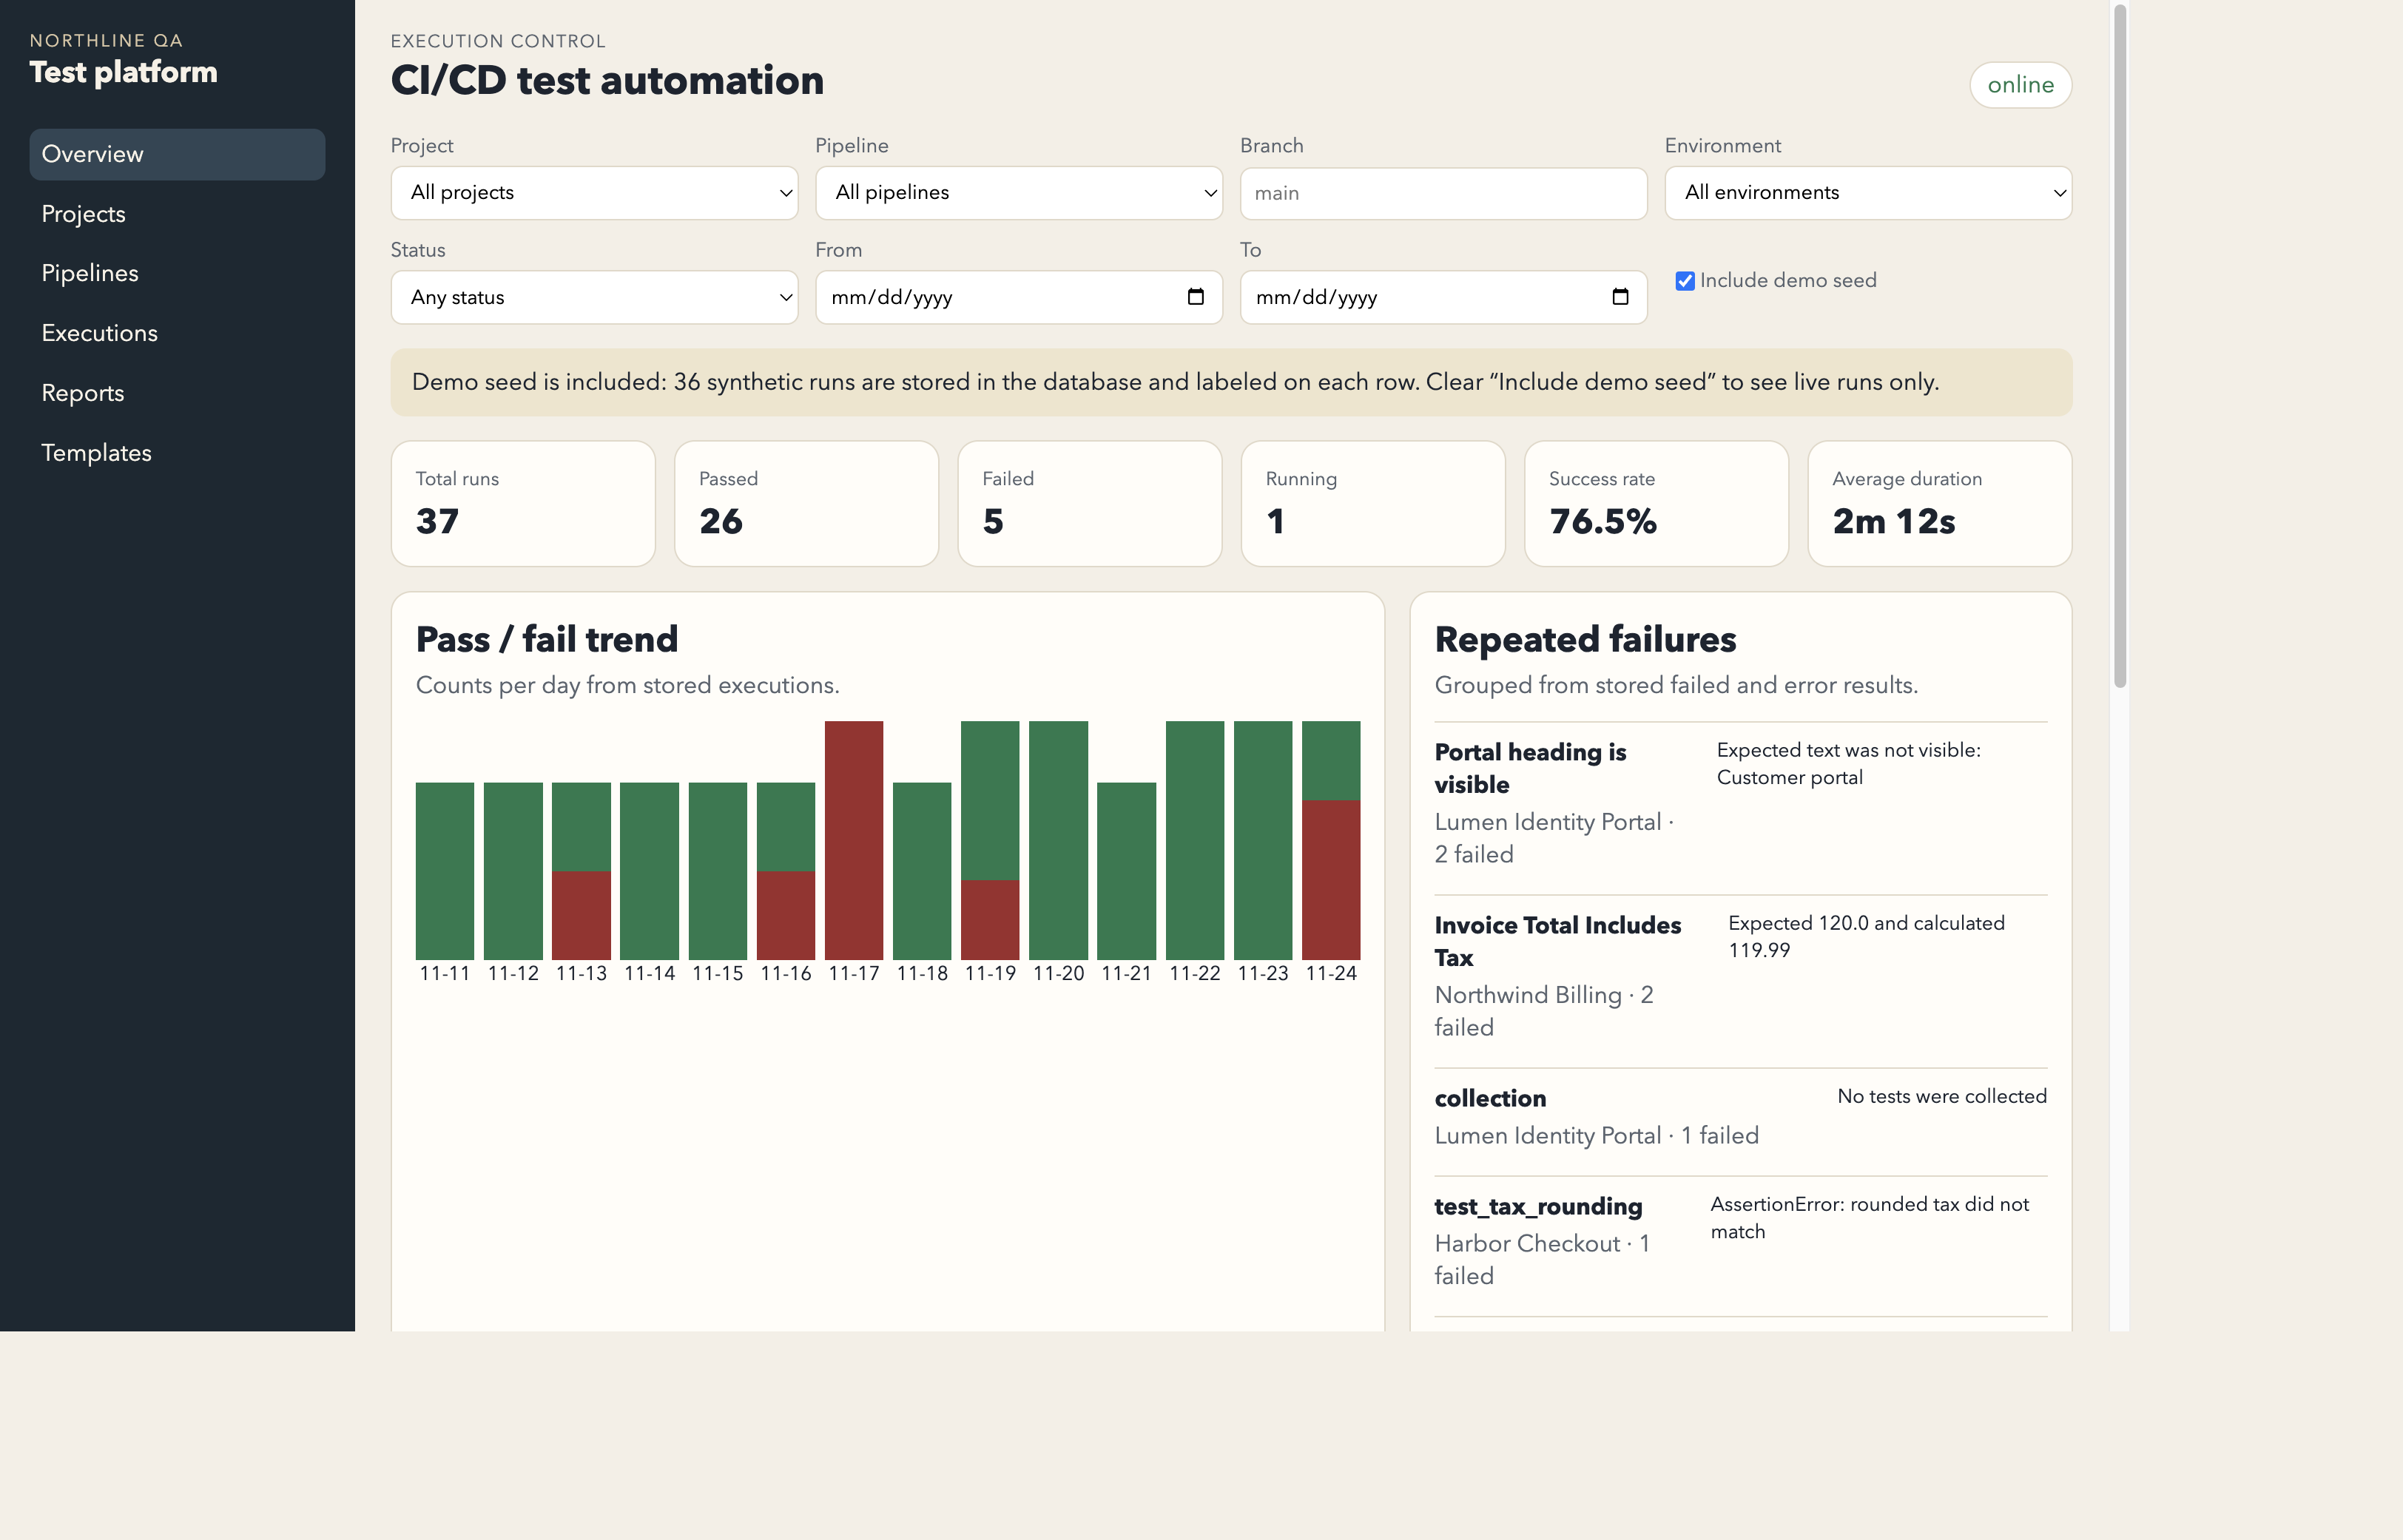 NORTHLINE QA
Test platform
Overview
Projects
Pipelines
Executions
Reports
Templates
EXECUTION CONTROL
CI/CD test automation
online
Project
Pipeline
Branch
Environment
All projects
All pipelines
main
All environments
Status
From
To
Any status
mm/dd/yyyy
mm/dd/yyyy
Include demo seed
Demo seed is included: 36 synthetic runs are stored in the database and labeled on each row. Clear “Include demo seed” to see live runs only.
Total runs
37
Passed
26
Failed
5
Running
1
Success rate
76.5%
Average duration
2m 12s
Pass / fail trend
Counts per day from stored executions.
11-11 11-12 11-13 11-14 11-15 11-16 11-17 11-18 11-19 11-20 11-21 11-22 11-23 11-24
Repeated failures
Grouped from stored failed and error results.
Portal heading is
visible
Lumen Identity Portal ·
2 failed
Expected text was not visible:
Customer portal
Invoice Total Includes
Tax
Northwind Billing · 2
failed
Expected 120.0 and calculated
119.99
collection
Lumen Identity Portal · 1 failed
No tests were collected
test_tax_rounding
Harbor Checkout · 1
failed
AssertionError: rounded tax did not
match